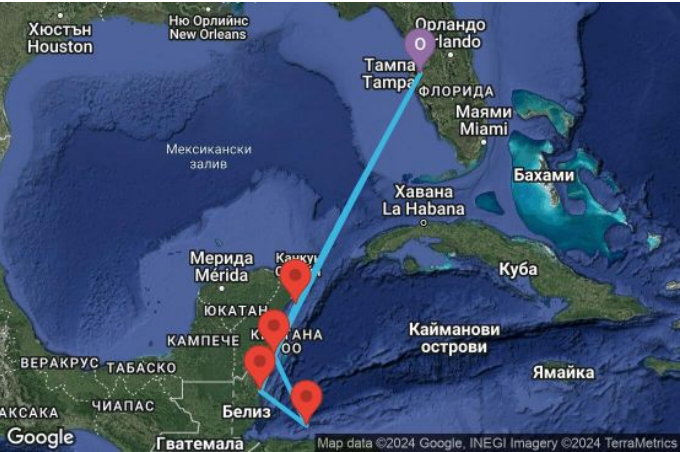 Хюстън
Houston
Ню Орлийнс
New Orleans
Орландо
Orlando
O
Тампа
Tampa
ФЛОРИДА
Маями
Miami
Мексикански
залив
Бахами
Хавана
La Habana
Мерида
Mérida
Куба
ЮКАТАН
КАМПЕЧЕ
Кайманови
острови
ВЕРАКРУС
ТАБАСКО
Ямайка
ЧИАПАС
Белиз
Гватемала
Google
Map data ©2024 Google, INEGI Imagery ©2024 TerraMetrics